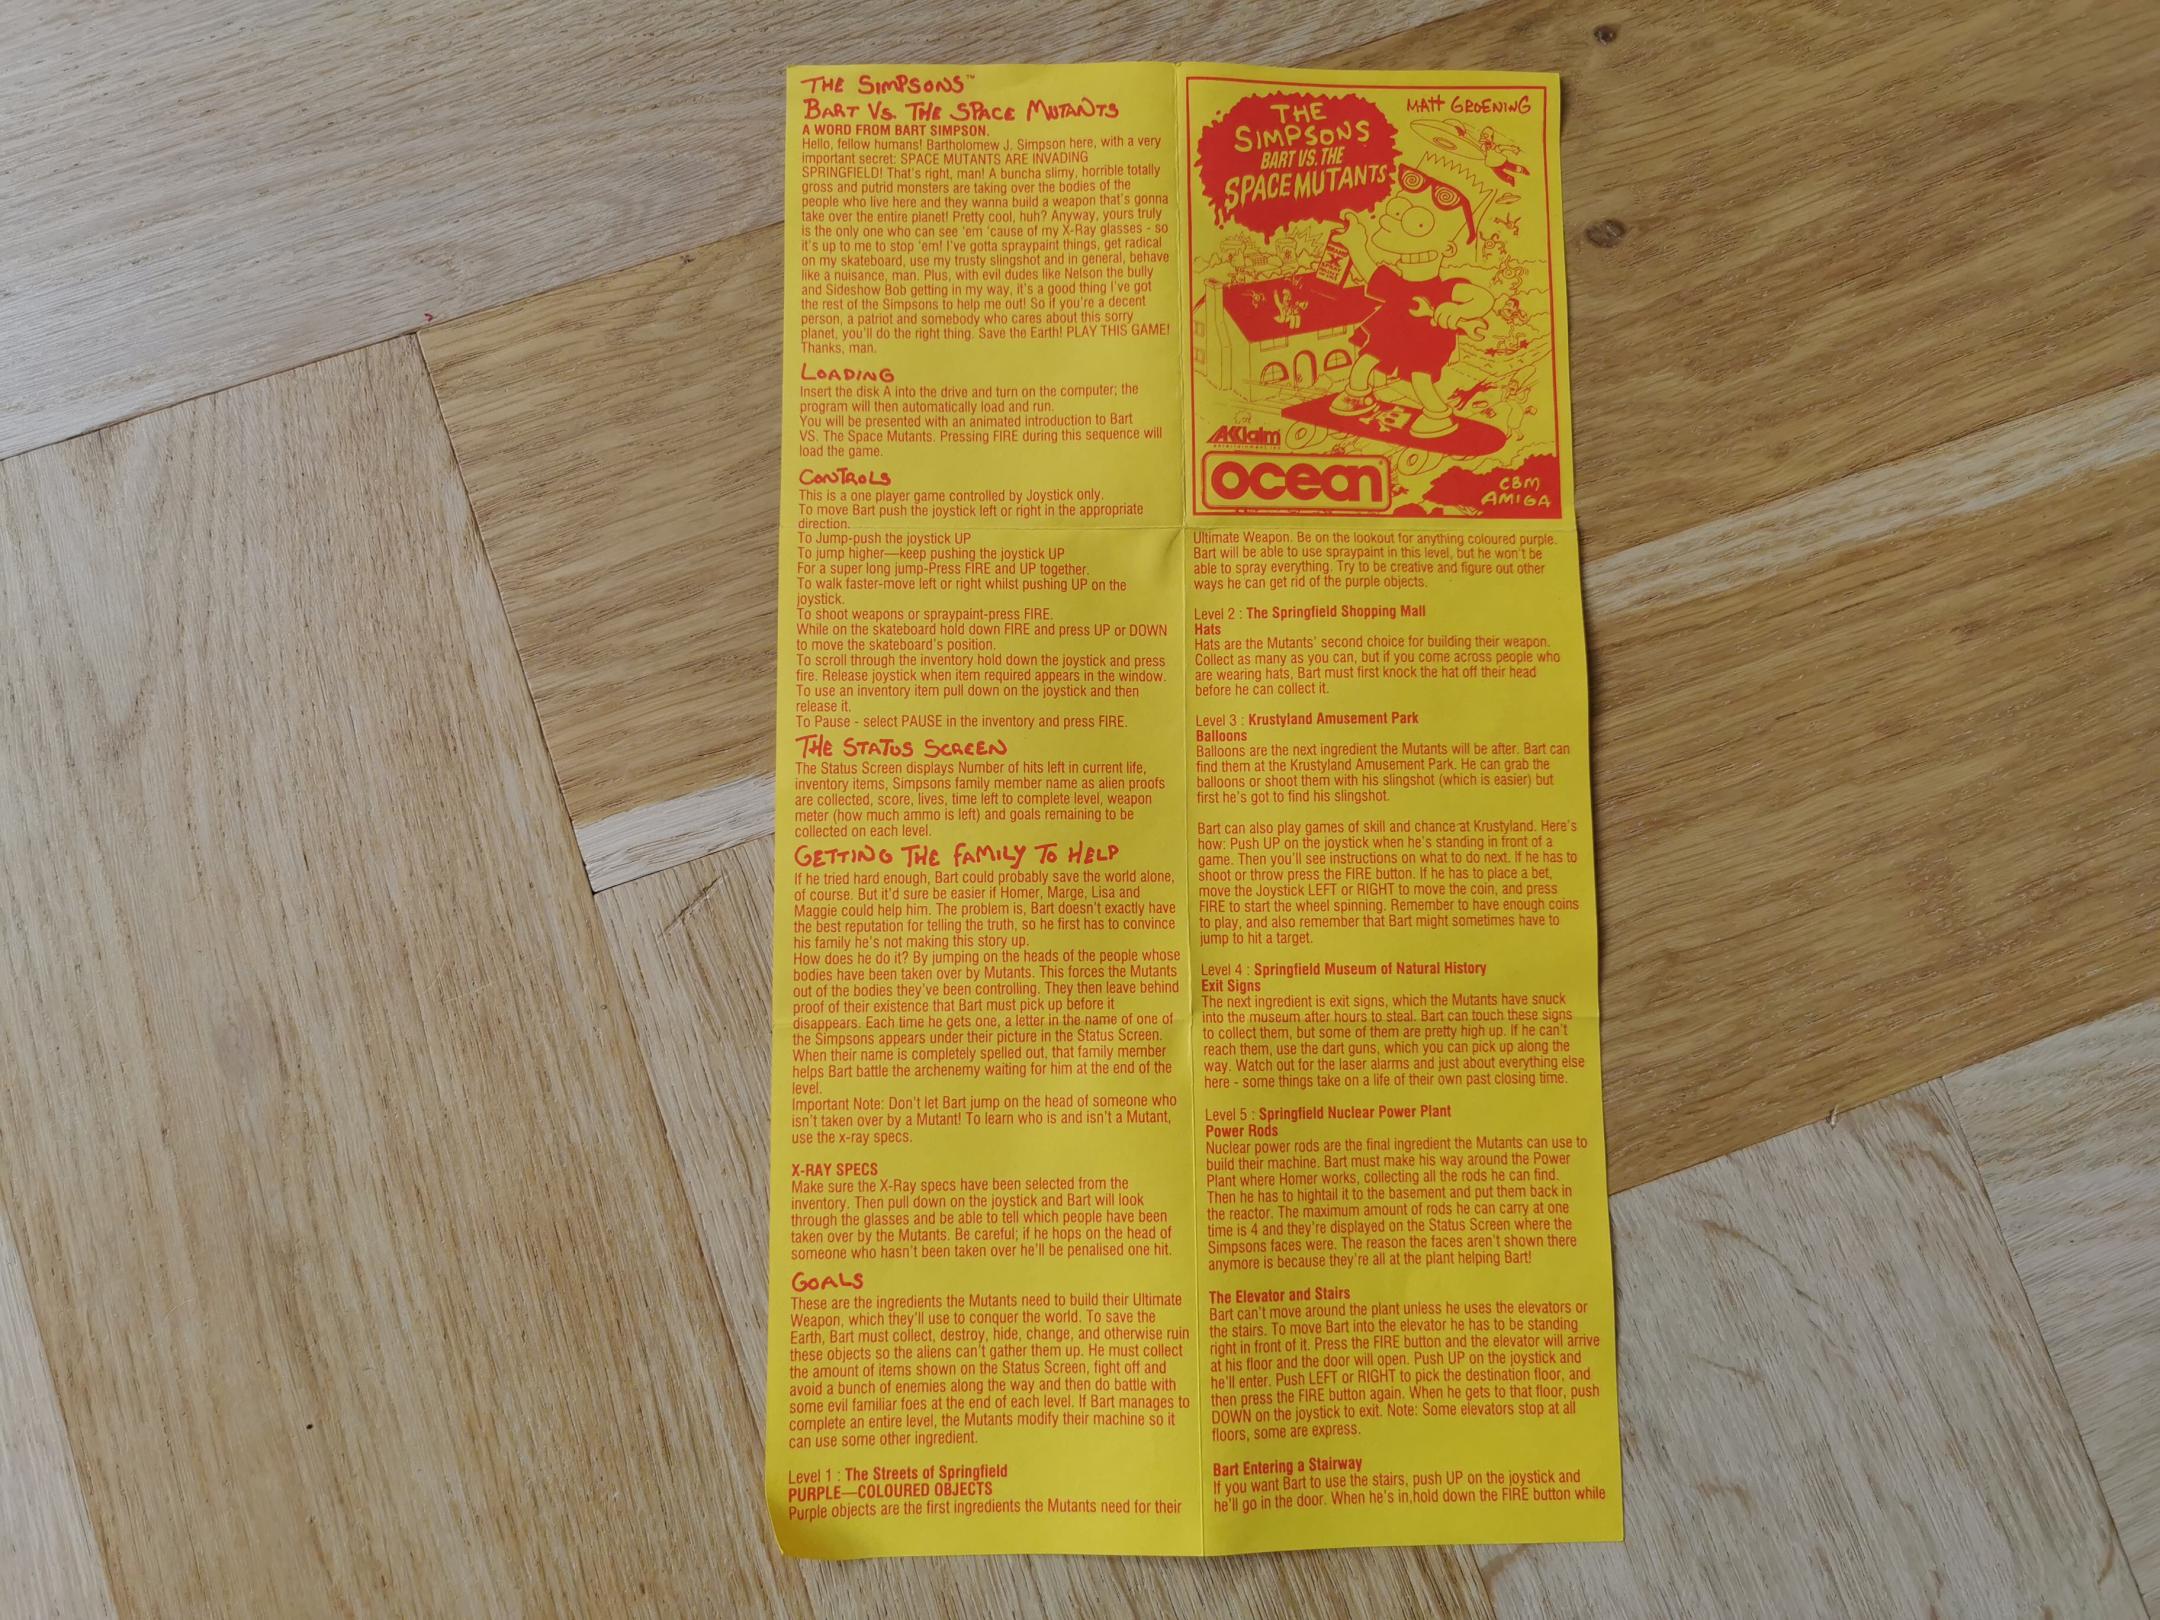 THE SIMPSONS™
BART VS. THE SPACE MUTANTS
A WORD FROM BART SIMPSON.
Hello, fellow humans! Bartholomew J. Simpson here, with a very
important secret: SPACE MUTANTS ARE INVADING
SPRINGFIELD! That's right, man! A buncha slimy, horrible totally
gross and putrid monsters are taking over the bodies of the
people who live here and they wanna build a weapon that's gonna
take over the entire planet! Pretty cool, huh? Anyway, yours truly
is the only one who can see 'em 'cause of my X-Ray glasses - so
it's up to me to stop 'em! I've gotta spraypaint things, get radical
on my skateboard, use my trusty slingshot and in general, behave
like a nuisance, man. Plus, with evil dudes like Nelson the bully
and Sideshow Bob getting in my way, it's a good thing I've got
the rest of the Simpsons to help me out! So if you're a decent
person, a patriot and somebody who cares about this sorry
planet, you'll do the right thing. Save the Earth! PLAY THIS GAME!
Thanks, man.
LOADING
Insert the disk A into the drive and turn on the computer; the
program will then automatically load and run.
You will be presented with an animated introduction to Bart
VS. The Space Mutants. Pressing FIRE during this sequence will
load the game.
CONTROLS
This is a one player game controlled by Joystick only.
To move Bart push the joystick left or right in the appropriate
direction.
To Jump-push the joystick UP
To jump higher—keep pushing the joystick UP
For a super long jump-Press FIRE and UP together.
To walk faster-move left or right whilst pushing UP on the
joystick.
To shoot weapons or spraypaint-press FIRE.
While on the skateboard hold down FIRE and press UP or DOWN
to move the skateboard's position.
To scroll through the inventory hold down the joystick and press
fire. Release joystick when item required appears in the window.
To use an inventory item pull down on the joystick and then
release it.
To Pause - select PAUSE in the inventory and press FIRE.
THE STATUS SCREEN
The Status Screen displays Number of hits left in current life,
inventory items, Simpsons family member name as alien proofs
are collected, score, lives, time left to complete level, weapon
meter (how much ammo is left) and goals remaining to be
collected on each level.
GETTING THE FAMILY TO HELP
If he tried hard enough, Bart could probably save the world alone,
of course. But it'd sure be easier if Homer, Marge, Lisa and
Maggie could help him. The problem is, Bart doesn't exactly have
the best reputation for telling the truth, so he first has to convince
his family he's not making this story up.
How does he do it? By jumping on the heads of the people whose
bodies have been taken over by Mutants. This forces the Mutants
out of the bodies they've been controlling. They then leave behind
proof of their existence that Bart must pick up before it
disappears. Each time he gets one, a letter in the name of one of
the Simpsons appears under their picture in the Status Screen.
When their name is completely spelled out, that family member
helps Bart battle the archenemy waiting for him at the end of the
level.
Important Note: Don't let Bart jump on the head of someone who
isn't taken over by a Mutant! To learn who is and isn't a Mutant,
use the x-ray specs.
X-RAY SPECS
Make sure the X-Ray specs have been selected from the
inventory. Then pull down on the joystick and Bart will look
through the glasses and be able to tell which people have been
taken over by the Mutants. Be careful; if he hops on the head of
someone who hasn't been taken over he'll be penalised one hit.
GOALS
These are the ingredients the Mutants need to build their Ultimate
Weapon, which they'll use to conquer the world. To save the
Earth, Bart must collect, destroy, hide, change, and otherwise ruin
these objects so the aliens can't gather them up. He must collect
the amount of items shown on the Status Screen, fight off and
avoid a bunch of enemies along the way and then do battle with
some evil familiar foes at the end of each level. If Bart manages to
complete an entire level, the Mutants modify their machine so it
can use some other ingredient.
Level 1 : The Streets of Springfield
PURPLE—COLOURED OBJECTS
Purple objects are the first ingredients the Mutants need for their
MATT GROENING
THE
SIMPSONS
BART VS. THE
SPACE MUTANTS
X
SPRAY
Acclaim
entertainment, inc.
ocean
CBM
AMIGA
Ultimate Weapon. Be on the lookout for anything coloured purple.
Bart will be able to use spraypaint in this level, but he won't be
able to spray everything. Try to be creative and figure out other
ways he can get rid of the purple objects.
Level 2 : The Springfield Shopping Mall
Hats
Hats are the Mutants' second choice for building their weapon.
Collect as many as you can, but if you come across people who
are wearing hats, Bart must first knock the hat off their head
before he can collect it.
Level 3 : Krustyland Amusement Park
Balloons
Balloons are the next ingredient the Mutants will be after. Bart can
find them at the Krustyland Amusement Park. He can grab the
balloons or shoot them with his slingshot (which is easier) but
first he's got to find his slingshot.
Bart can also play games of skill and chance at Krustyland. Here's
how: Push UP on the joystick when he's standing in front of a
game. Then you'll see instructions on what to do next. If he has to
shoot or throw press the FIRE button. If he has to place a bet,
move the Joystick LEFT or RIGHT to move the coin, and press
FIRE to start the wheel spinning. Remember to have enough coins
to play, and also remember that Bart might sometimes have to
jump to hit a target.
Level 4 : Springfield Museum of Natural History
Exit Signs
The next ingredient is exit signs, which the Mutants have snuck
into the museum after hours to steal. Bart can touch these signs
to collect them, but some of them are pretty high up. If he can't
reach them, use the dart guns, which you can pick up along the
way. Watch out for the laser alarms and just about everything else
here - some things take on a life of their own past closing time.
Level 5 : Springfield Nuclear Power Plant
Power Rods
Nuclear power rods are the final ingredient the Mutants can use to
build their machine. Bart must make his way around the Power
Plant where Homer works, collecting all the rods he can find.
Then he has to hightail it to the basement and put them back in
the reactor. The maximum amount of rods he can carry at one
time is 4 and they're displayed on the Status Screen where the
Simpsons faces were. The reason the faces aren't shown there
anymore is because they're all at the plant helping Bart!
The Elevator and Stairs
Bart can't move around the plant unless he uses the elevators or
the stairs. To move Bart into the elevator he has to be standing
right in front of it. Press the FIRE button and the elevator will arrive
at his floor and the door will open. Push UP on the joystick and
he'll enter. Push LEFT or RIGHT to pick the destination floor, and
then press the FIRE button again. When he gets to that floor, push
DOWN on the joystick to exit. Note: Some elevators stop at all
floors, some are express.
Bart Entering a Stairway
If you want Bart to use the stairs, push UP on the joystick and
he'll go in the door. When he's in,hold down the FIRE button while